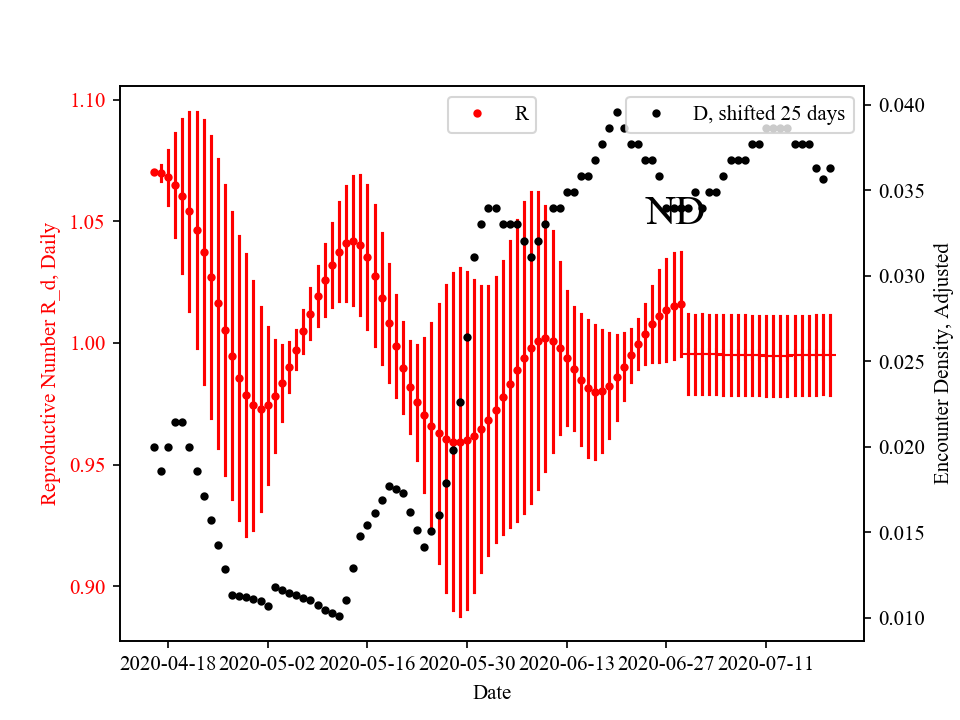 R
D, shifted 25 days
ND
1.10
1.05
1.00
0.95
0.90
Reproductive Number R_d, Daily
0.040
0.035
0.030
0.025
0.020
0.015
0.010
Encounter Density, Adjusted
2020-04-18 2020-05-02 2020-05-16 2020-05-30 2020-06-13 2020-06-27 2020-07-11
Date